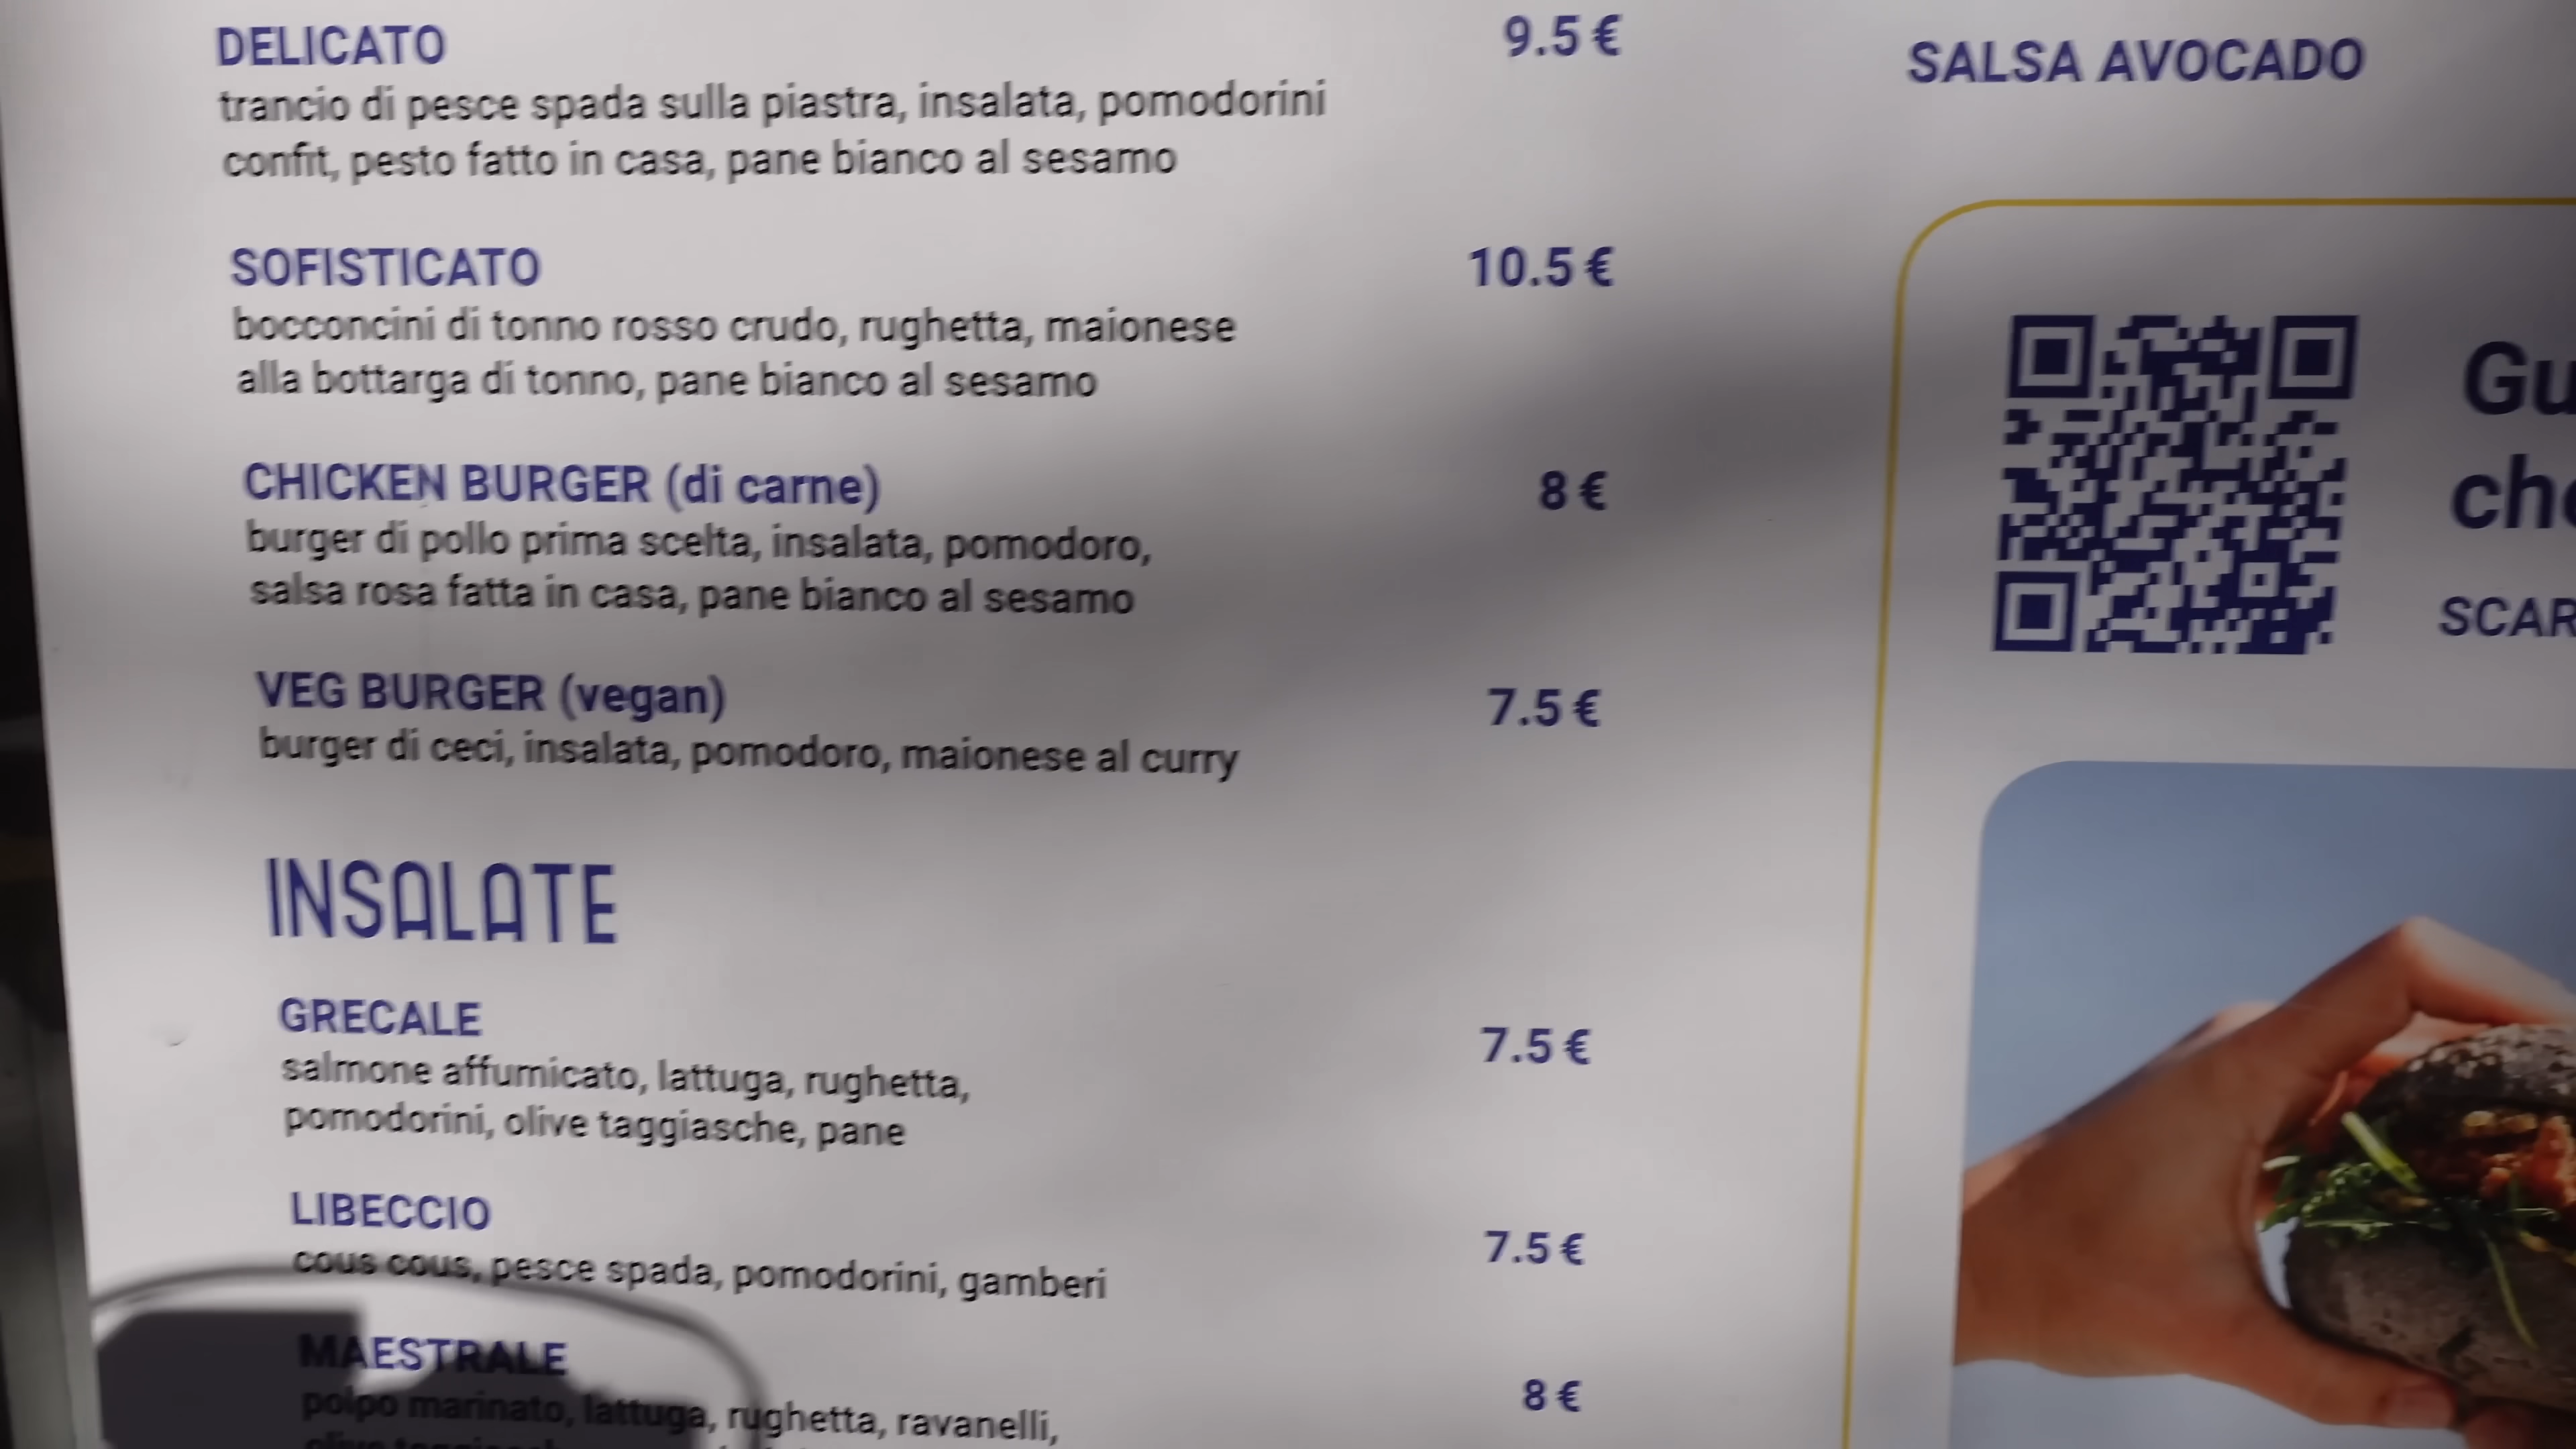 DELICATO 9.5 €
trancio di pesce spada sulla piastra, insalata, pomodorini
confit, pesto fatto in casa, pane bianco al sesamo
SOFISTICATO 10.5 €
bocconcini di tonno rosso crudo, rughetta, maionese
alla bottarga di tonno, pane bianco al sesamo
CHICKEN BURGER (di carne) 8 €
burger di pollo prima scelta, insalata, pomodoro,
salsa rosa fatta in casa, pane bianco al sesamo
VEG BURGER (vegan) 7.5 €
burger di ceci, insalata, pomodoro, maionese al curry
INSALATE
GRECALE 7.5 €
salmone affumicato, lattuga, rughetta,
pomodorini, olive taggiasche, pane
LIBECCIO 7.5 €
cous cous, pesce spada, pomodorini, gamberi
MAESTRALE 8 €
polpo marinato, lattuga, rughetta, ravanelli,
SALSA AVOCADO